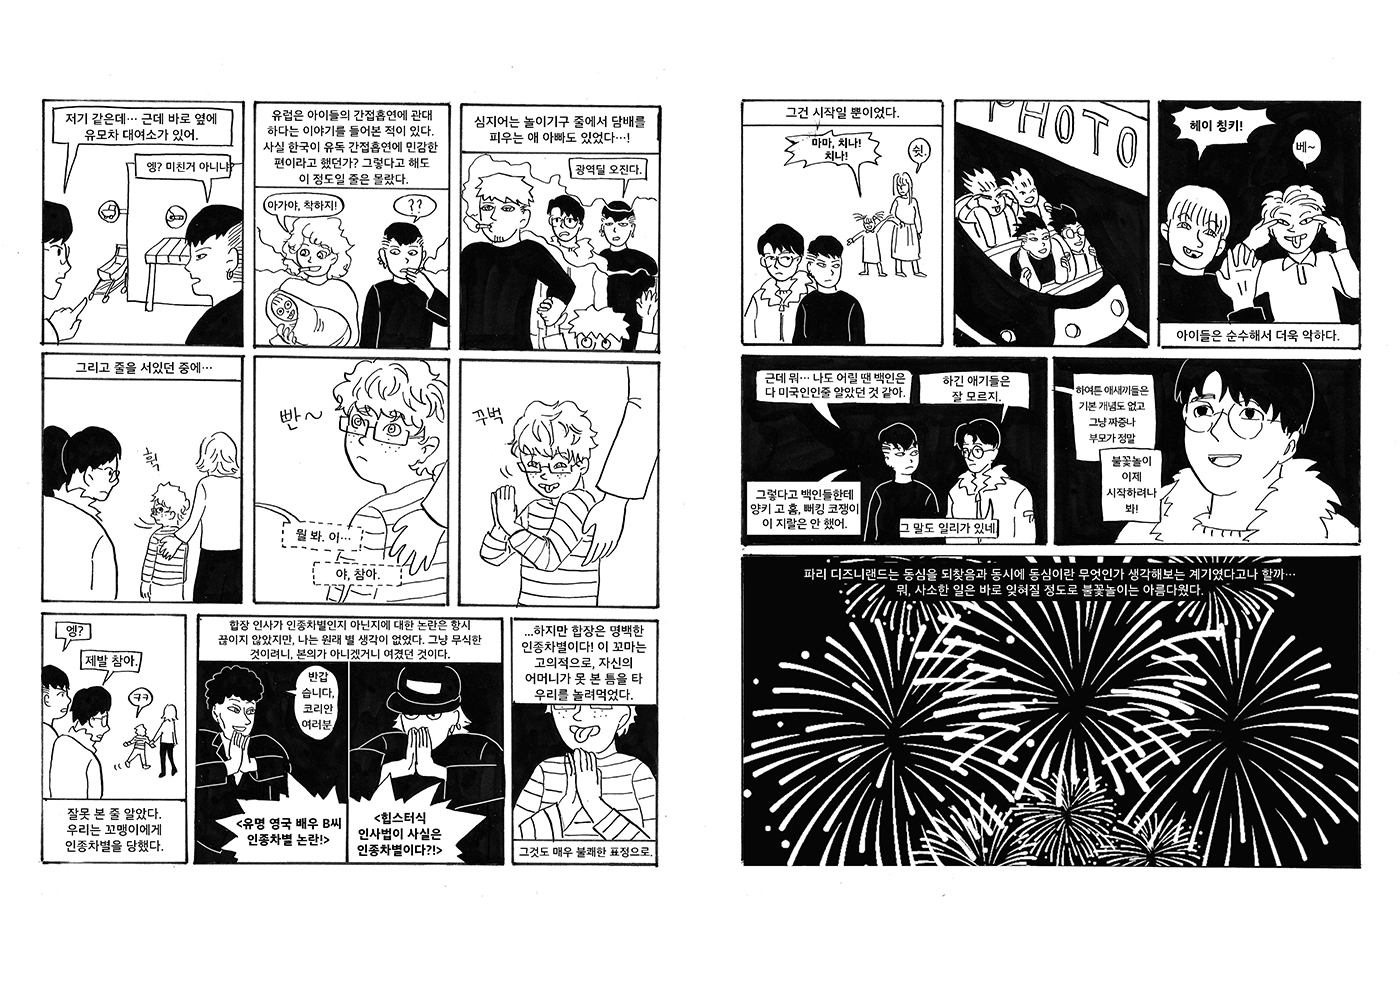 저기 같은데… 근데 바로 옆에
유모차 대여소가 있어.
엥? 미친거 아니냐?
유럽은 아이들의 간접흡연에 관대
하다는 이야기를 들어본 적이 있다.
사실 한국이 유독 간접흡연에 민감한
편이라고 했던가? 그렇다고 해도
이 정도일 줄은 몰랐다.
아가야, 착하지!
??
심지어는 놀이기구 줄에서 담배를
피우는 애 아빠도 있었다…!
광역딜 오진다.
그리고 줄을 서있던 중에…
휙
빤~
뭘 봐. 이…
야, 참아.
꾸벅
엥?
제발 참아.
ㅋㅋ
잘못 본 줄 알았다.
우리는 꼬맹이에게
인종차별을 당했다.
합장 인사가 인종차별인지 아닌지에 대한 논란은 항시
끊이지 않았지만, 나는 원래 별 생각이 없었다. 그냥 무식한
것이려니, 본의가 아니겠거니 여겼던 것이다.
반갑
습니다,
코리안
여러분
<유명 영국 배우 B씨
인종차별 논란!>
<힙스터식
인사법이 사실은
인종차별이다?!>
...하지만 합장은 명백한
인종차별이다! 이 꼬마는
고의적으로, 자신의
어머니가 못 본 틈을 타
우리를 놀려먹었다.
그것도 매우 불쾌한 표정으로.
그건 시작일 뿐이었다.
마마, 치나!
치나!
쉿.
PHOTO
헤이 칭키!
베~
아이들은 순수해서 더욱 악하다.
근데 뭐… 나도 어릴 땐 백인은
다 미국인인줄 알았던 것 같아.
하긴 애기들은
잘 모르지.
그렇다고 백인들한테
양키 고 홈, 뻐킹 코쟁이
이 지랄은 안 했어.
그 말도 일리가 있네.
하여튼 애새끼들은
기본 개념도 없고
그냥 짜증나
부모가 정말
불꽃놀이
이제
시작하려나
봐!
파리 디즈니랜드는 동심을 되찾음과 동시에 동심이란 무엇인가 생각해보는 계기였다고나 할까…
뭐, 사소한 일은 바로 잊혀질 정도로 불꽃놀이는 아름다웠다.